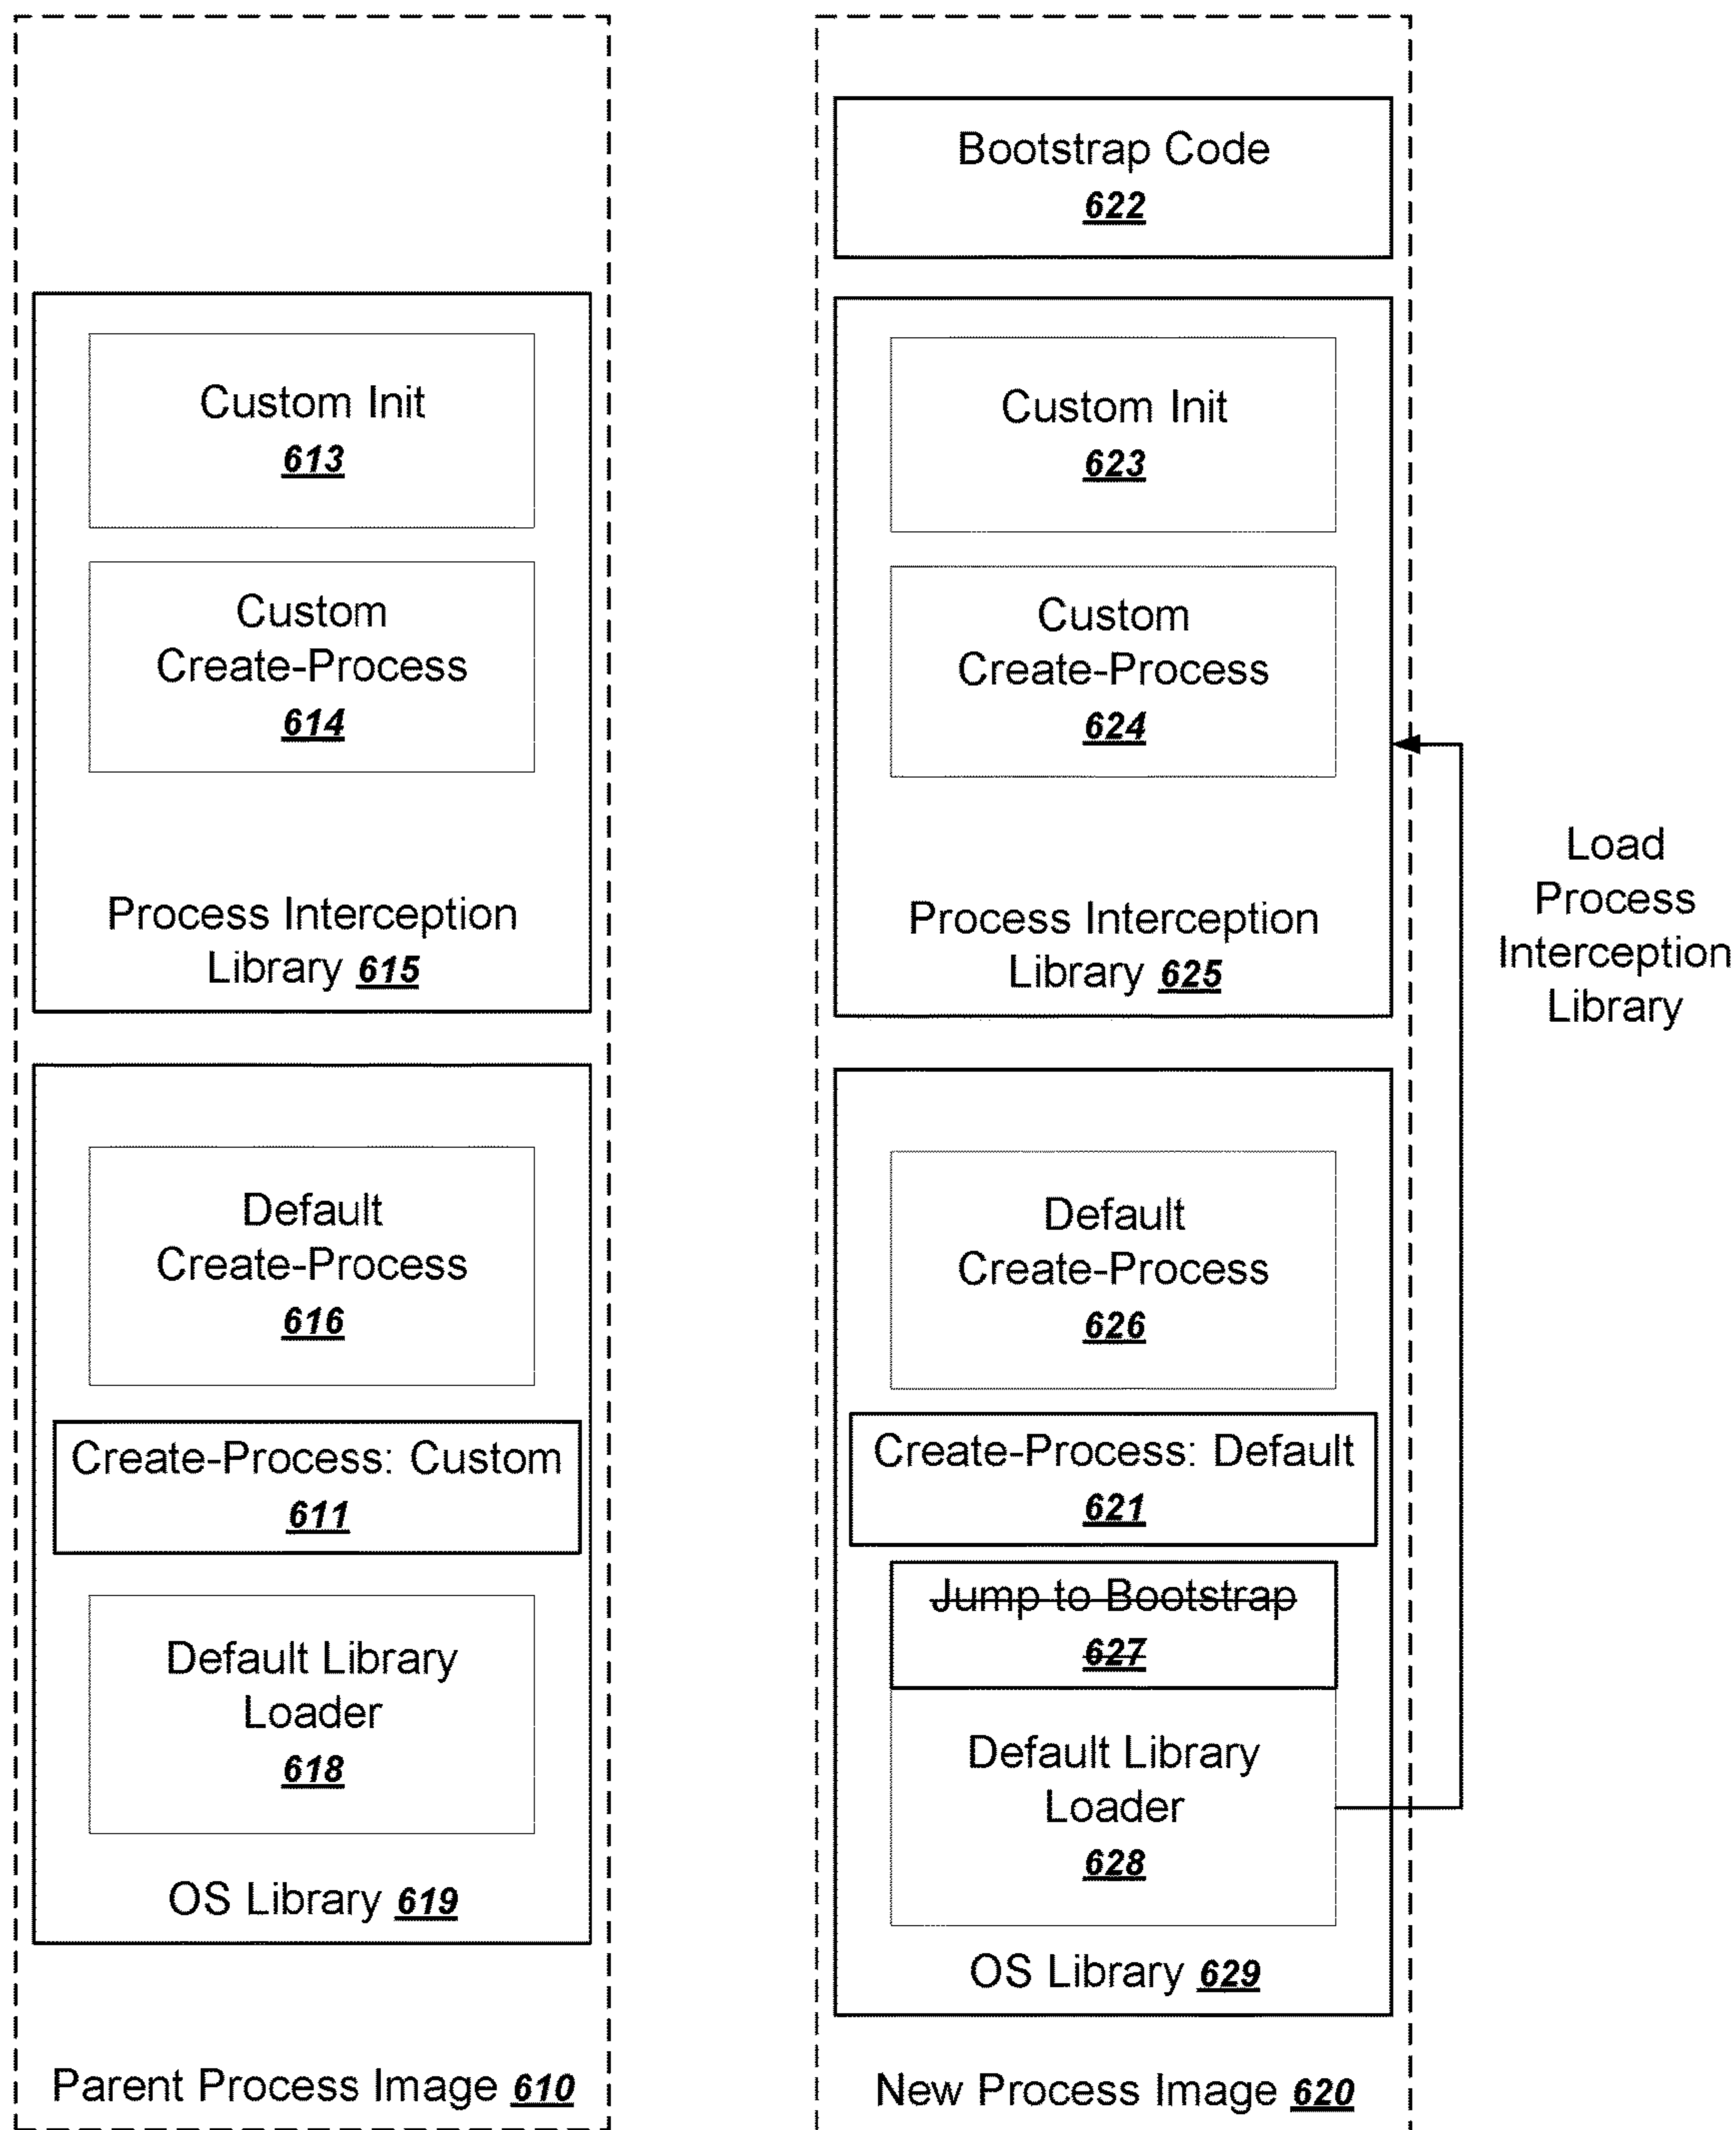 Custom Init
613
Custom
Create-Process
614
Process Interception
Library 615
Default
Create-Process
616
Create-Process: Custom
611
Default Library
Loader
618
OS Library 619
Parent Process Image 610
Bootstrap Code
622
Custom Init
623
Custom
Create-Process
624
Process Interception
Library 625
Default
Create-Process
626
Create-Process: Default
621
Jump to Bootstrap
627
Default Library
Loader
628
OS Library 629
New Process Image 620
Load
Process
Interception
Library